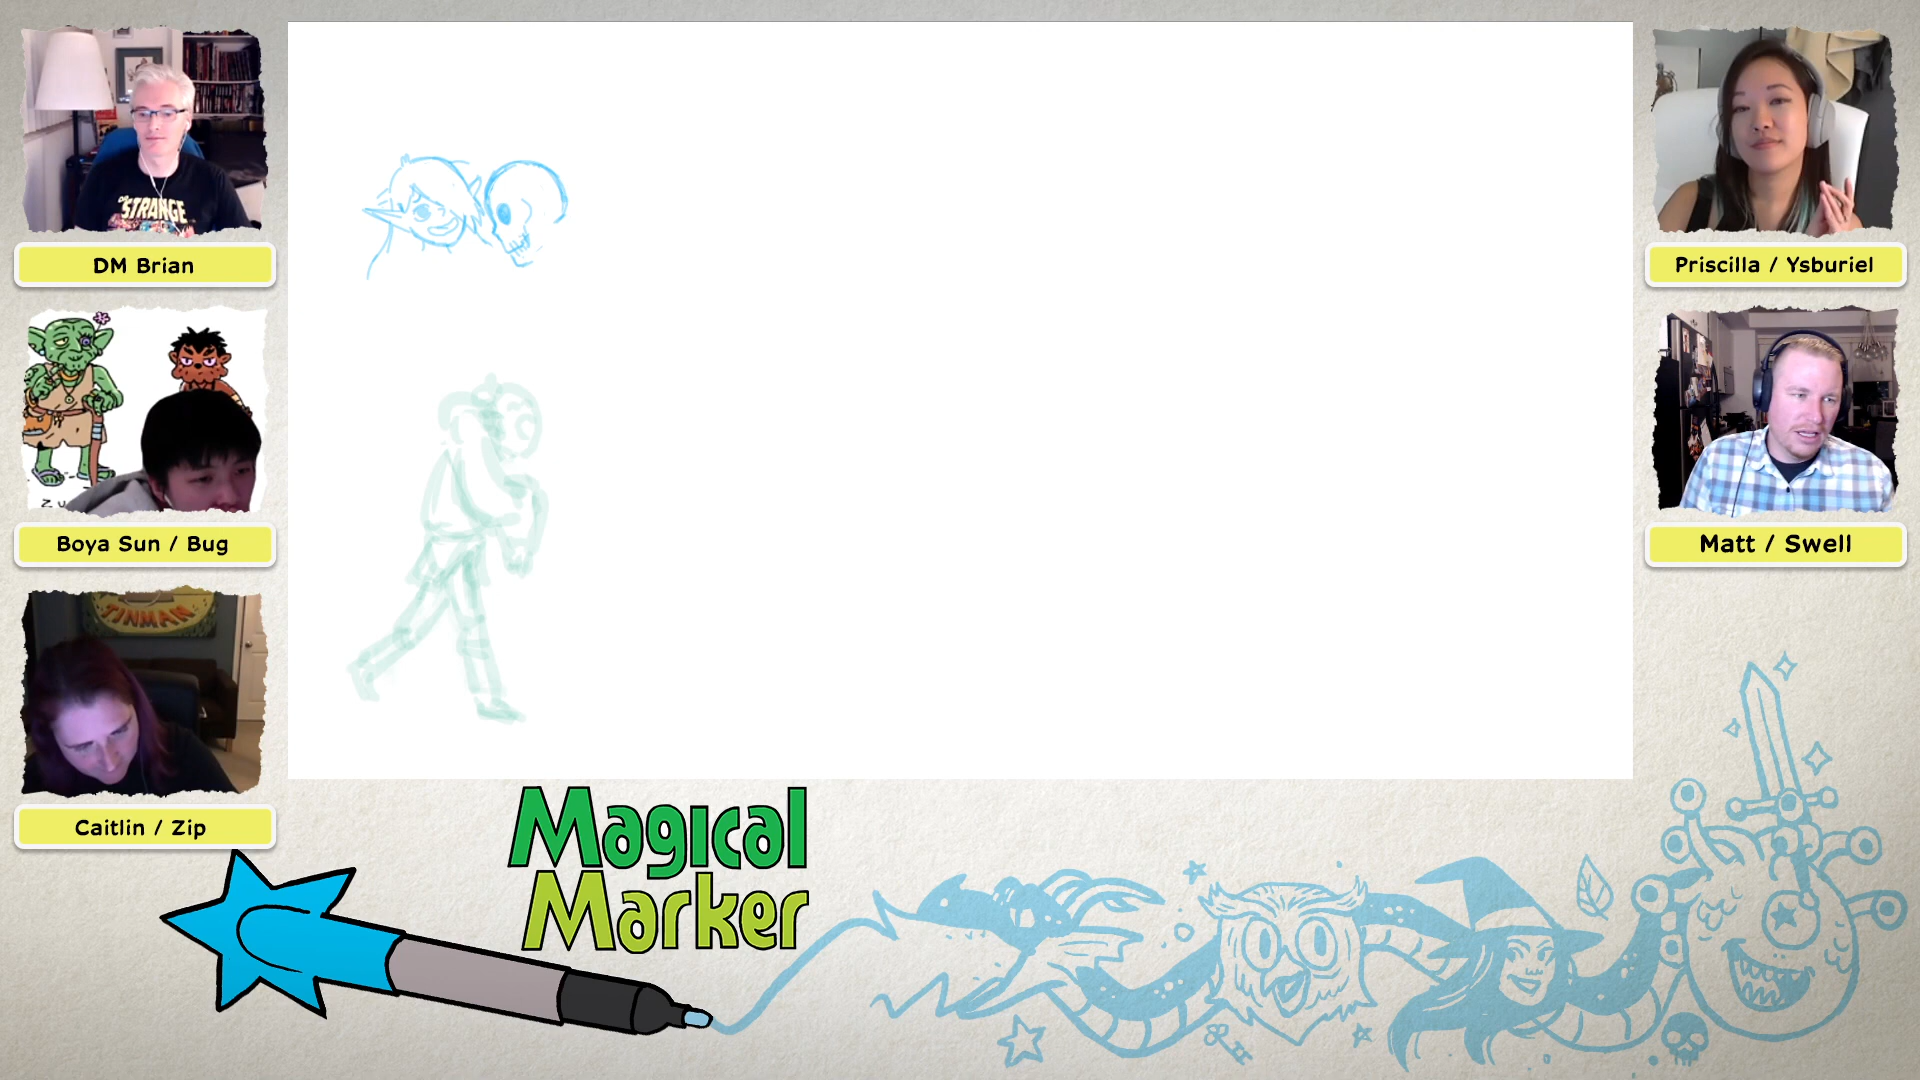 STRANGE
DM Brian
Z U
Boya Sun / Bug
TINMAN
Caitlin / Zip
Priscilla / Ysburiel
Matt / Swell
Magical
Marker